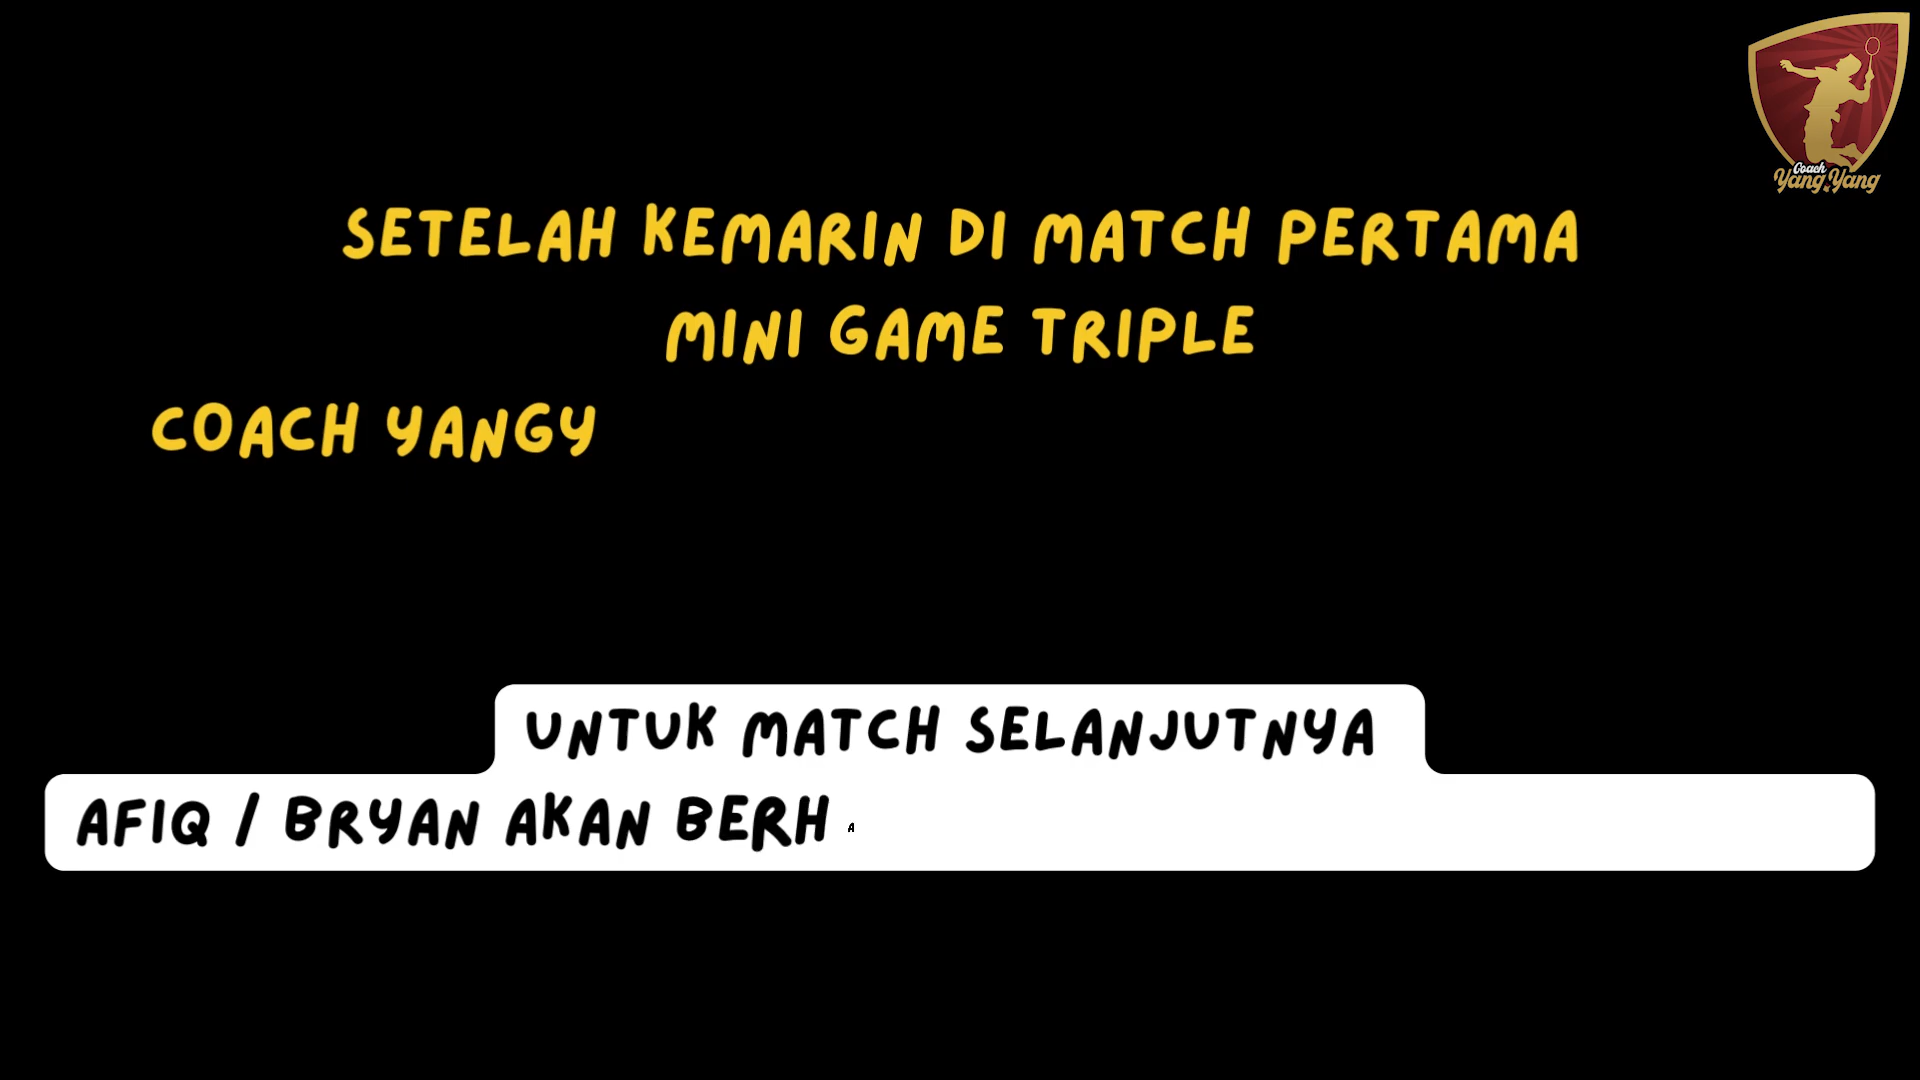 Coach
Yang Yang
SETELAH KEMARIN DI MATCH PERTAMA
MINI GAME TRIPLE
COACH YANGY
UNTUK MATCH SELANJUTNYA
AFIQ / BRYAN AKAN BERHA